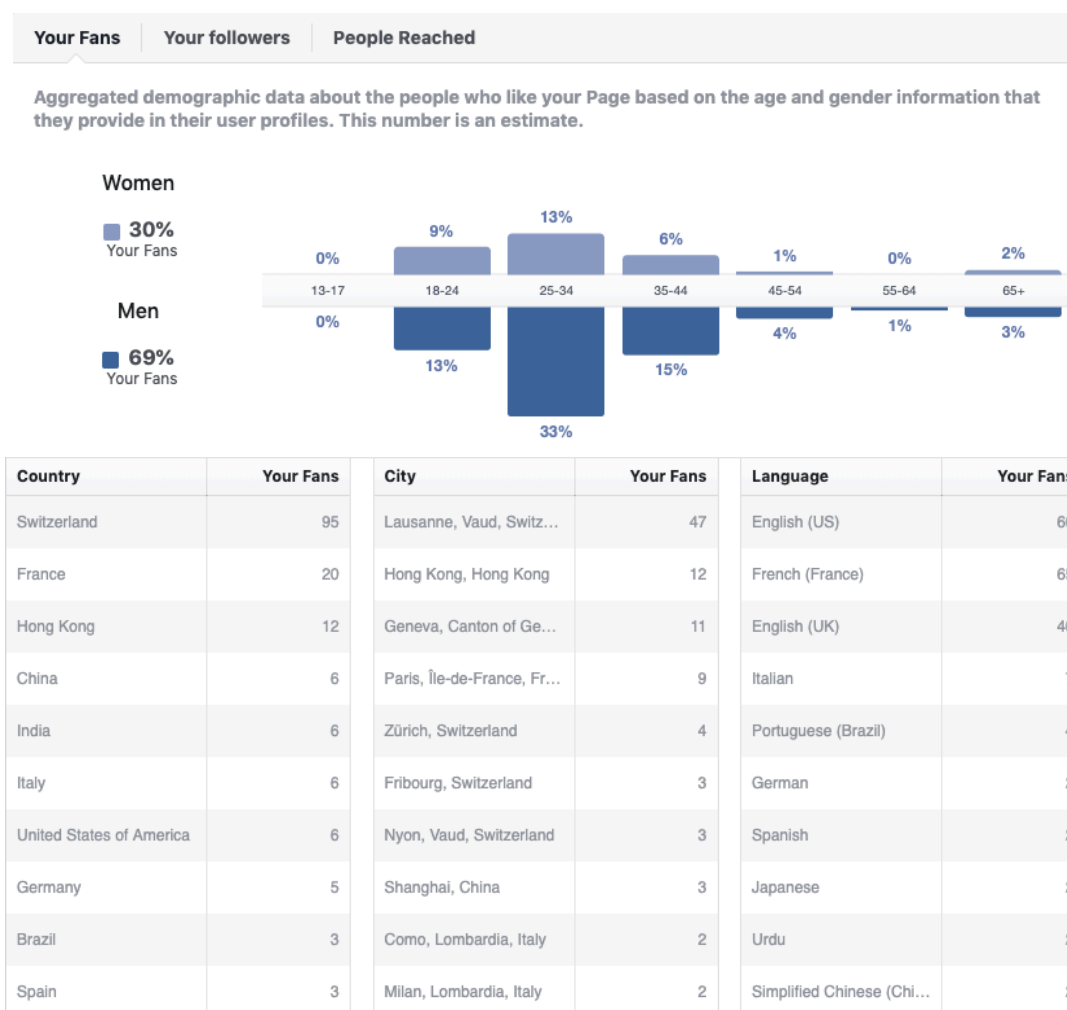 Your Fans Your followers People Reached
Aggregated demographic data about the people who like your Page based on the age and gender information that
they provide in their user profiles. This number is an estimate.
Women
30%
Your Fans
0% 9% 13% 6% 1% 0% 2%
13-17 18-24 25-34 35-44 45-54 55-64 65+
Men
69%
Your Fans
0% 13% 33% 15% 4% 1% 3%
Country Your Fans City Your Fans Language Your Fans
Switzerland 95 Lausanne, Vaud, Switz... 47 English (US)
France 20 Hong Kong, Hong Kong 12 French (France)
Hong Kong 12 Geneva, Canton of Ge... 11 English (UK)
China 6 Paris, Île-de-France, Fr... 9 Italian
India 6 Zürich, Switzerland 4 Portuguese (Brazil)
Italy 6 Fribourg, Switzerland 3 German
United States of America 6 Nyon, Vaud, Switzerland 3 Spanish
Germany 5 Shanghai, China 3 Japanese
Brazil 3 Como, Lombardia, Italy 2 Urdu
Spain 3 Milan, Lombardia, Italy 2 Simplified Chinese (Chi...